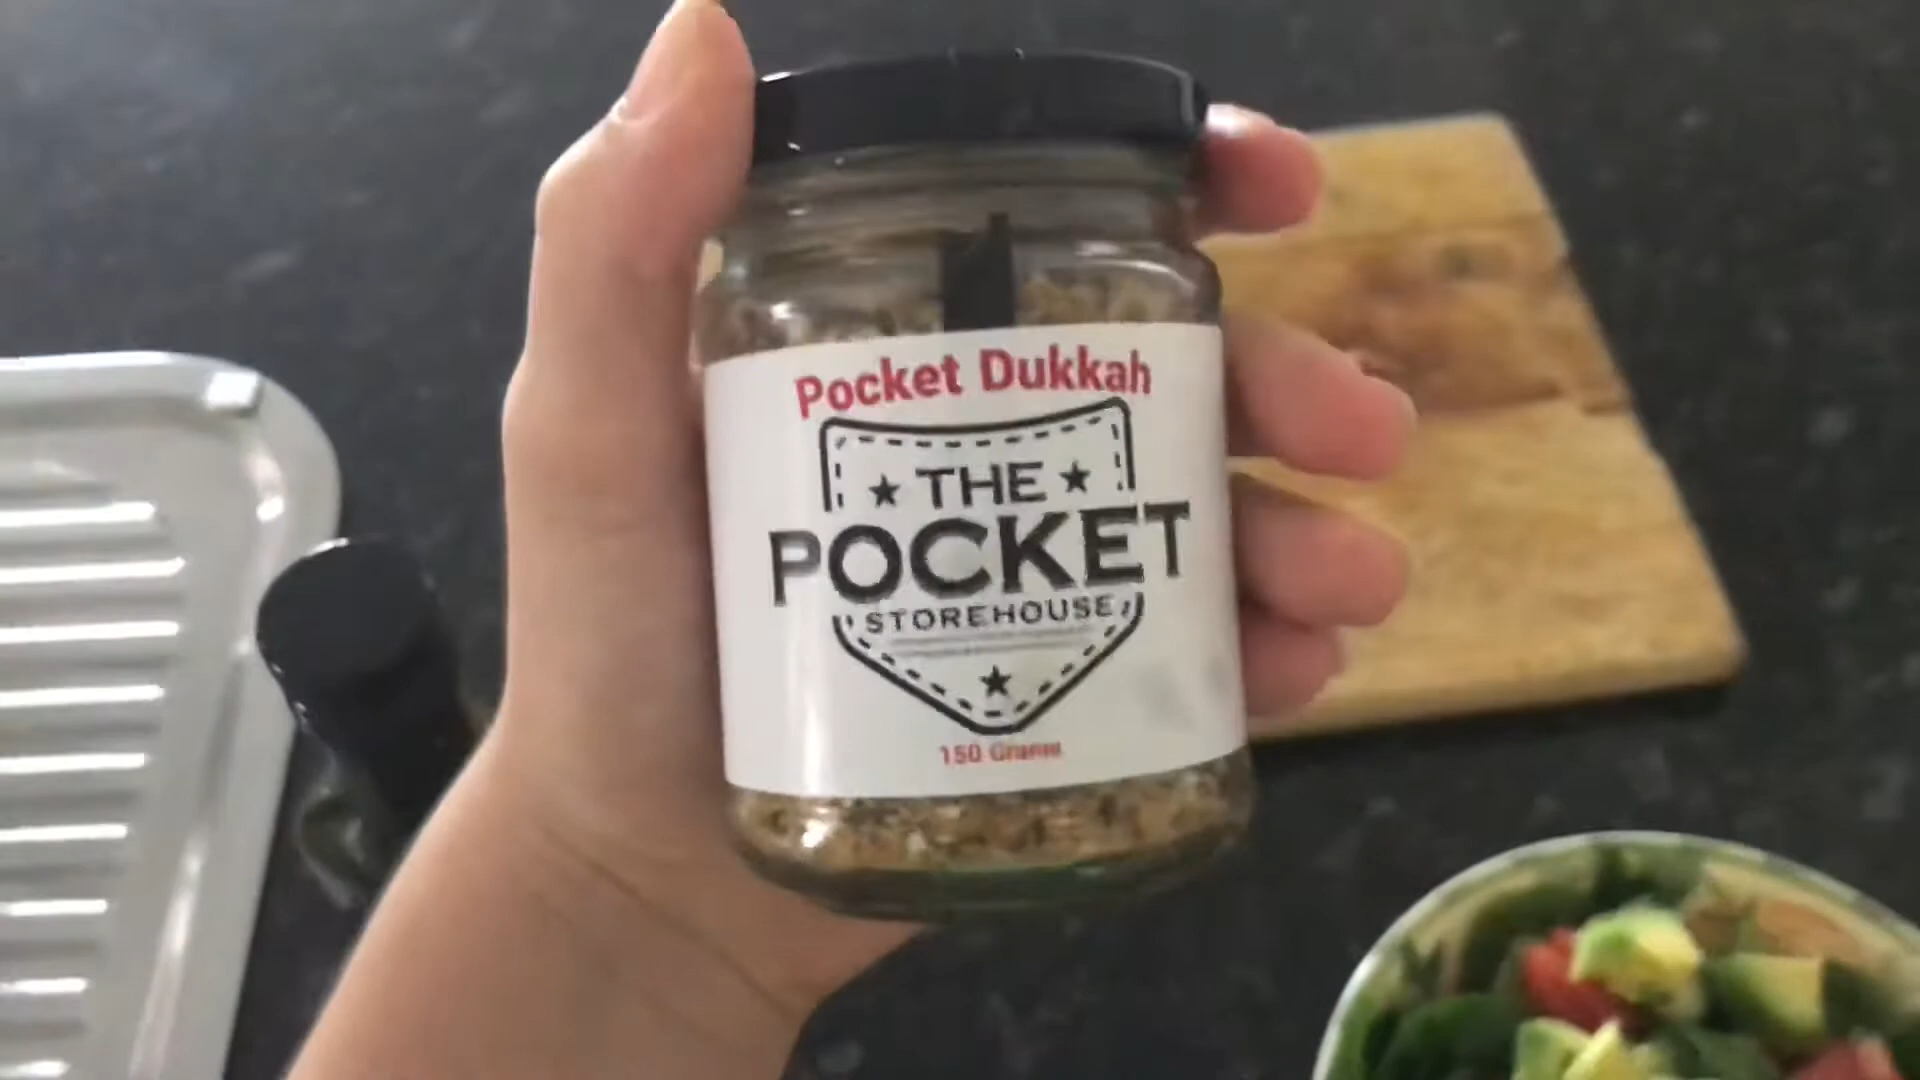 Pocket Dukkah
THE
POCKET
STOREHOUSE
150 Grams